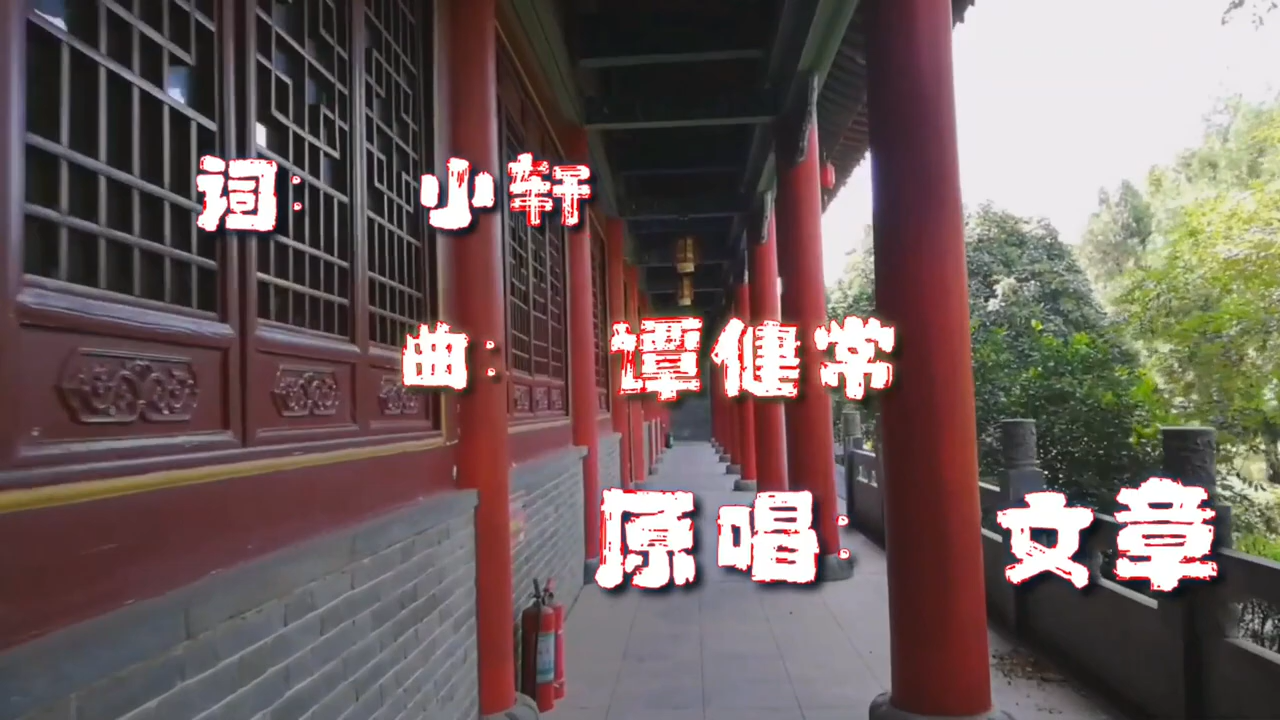 词： 小轩
曲： 谭健常
原唱： 文章